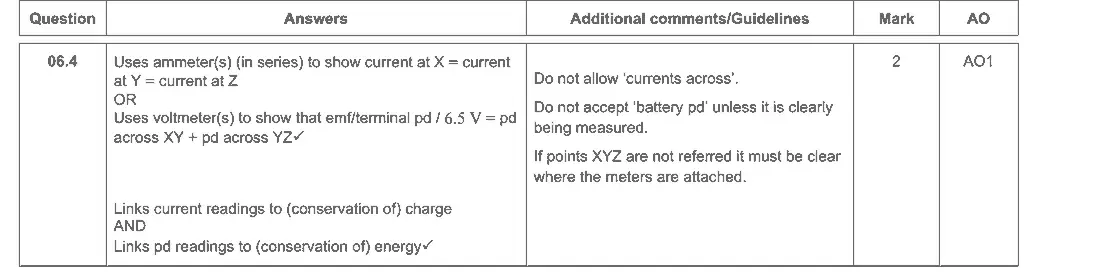 Question Answers Additional comments/Guidelines Mark AO
06.4 Uses ammeter(s) (in series) to show current at X = current 2 AO1
at Y = current at Z
OR
Uses voltmeter(s) to show that emf/terminal pd / 6.5 V = pd
across XY + pd across YZ✓
Links current readings to (conservation of) charge
AND
Links pd readings to (conservation of) energy✓
Do not allow 'currents across'.
Do not accept 'battery pd' unless it is clearly
being measured.
If points XYZ are not referred it must be clear
where the meters are attached.